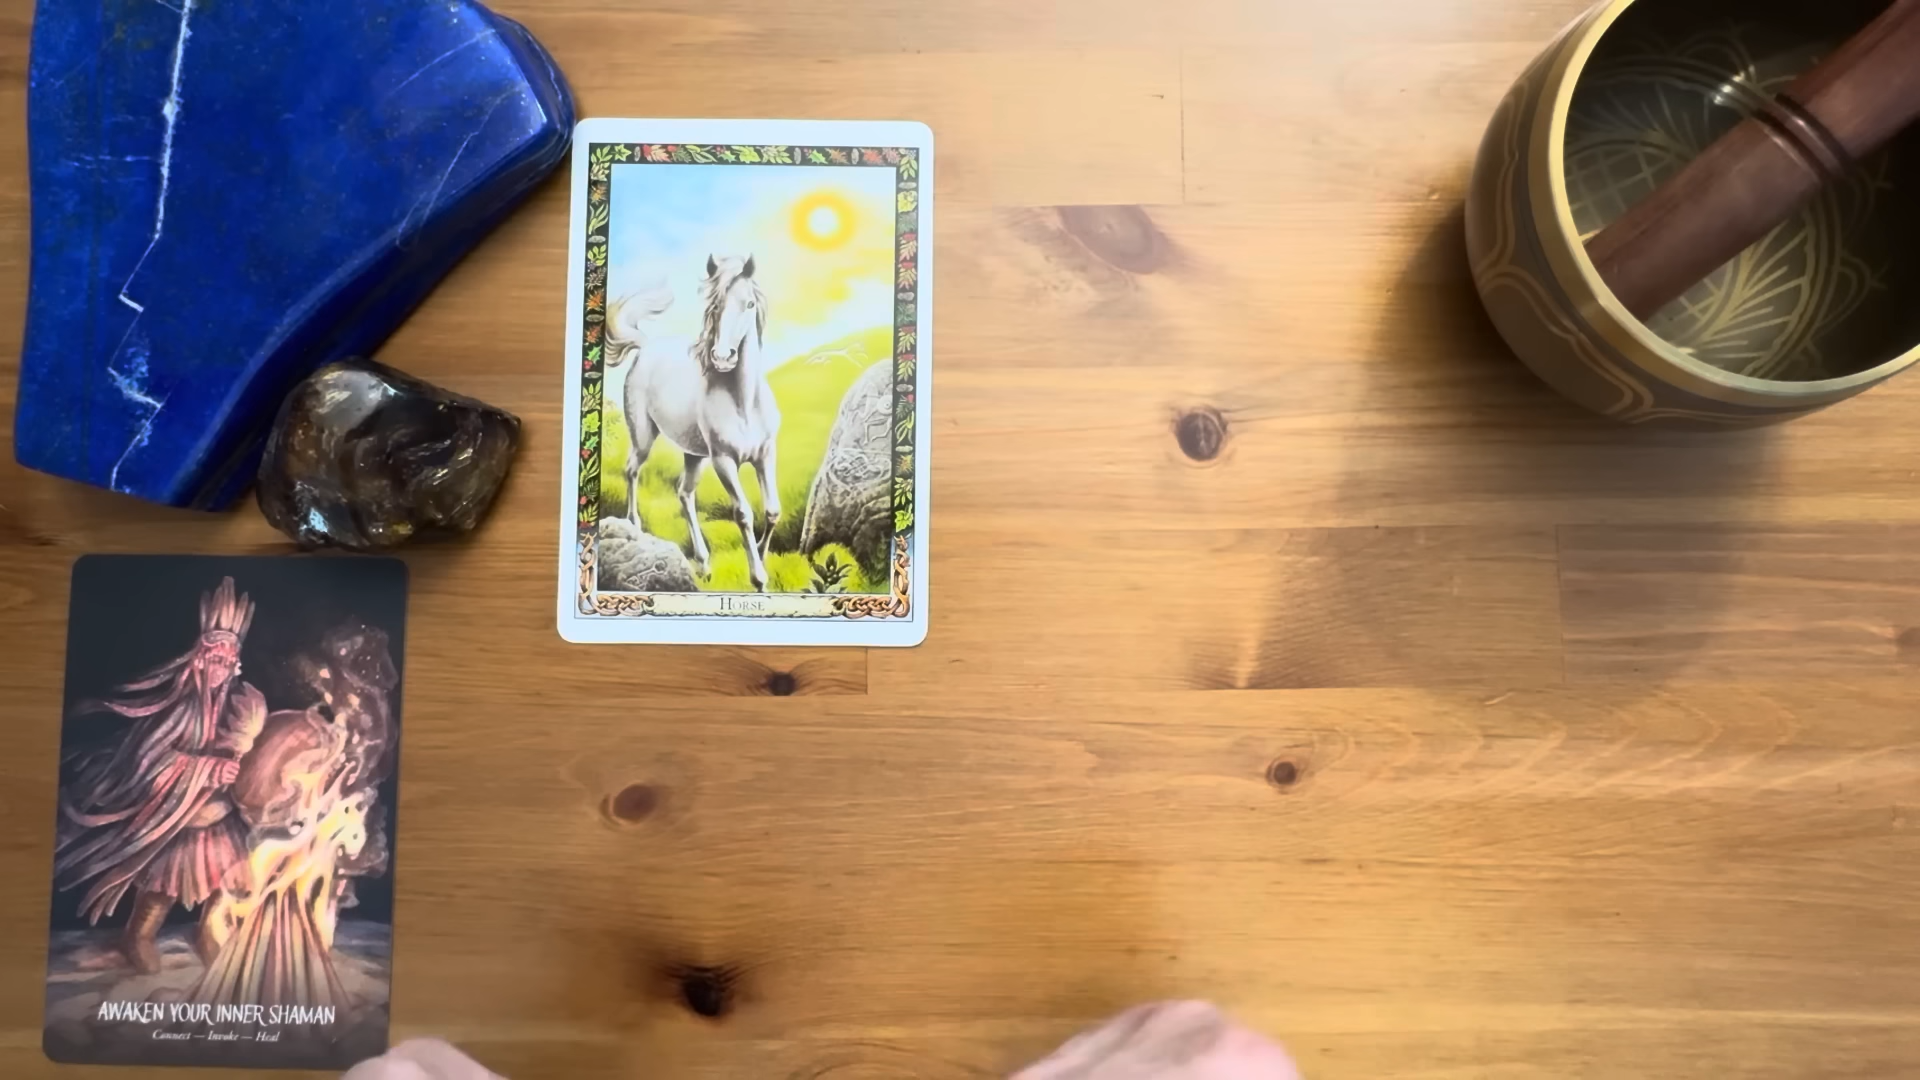 HORSE
AWAKEN YOUR INNER SHAMAN
Connect — Invoke — Heal